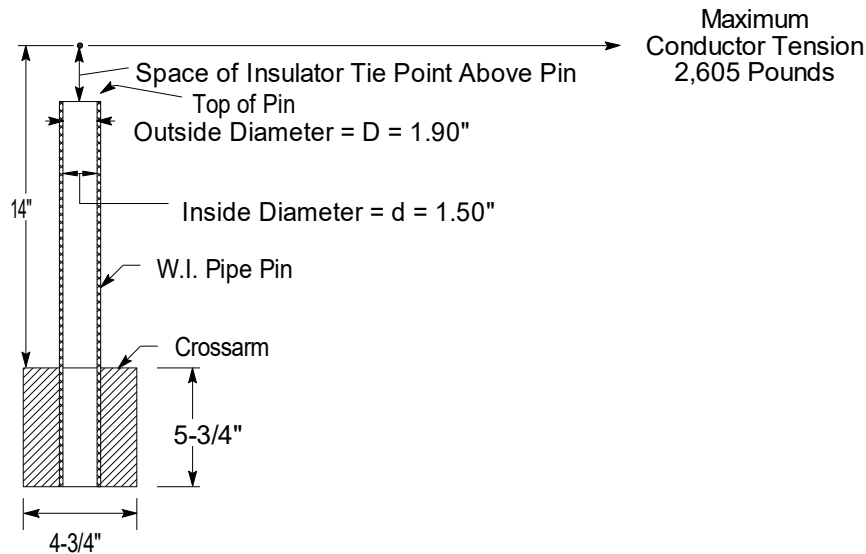 Maximum
Conductor Tension
2,605 Pounds
Space of Insulator Tie Point Above Pin
Top of Pin
Outside Diameter = D = 1.90"
14"
Inside Diameter = d = 1.50"
W.I. Pipe Pin
Crossarm
5-3/4"
4-3/4"